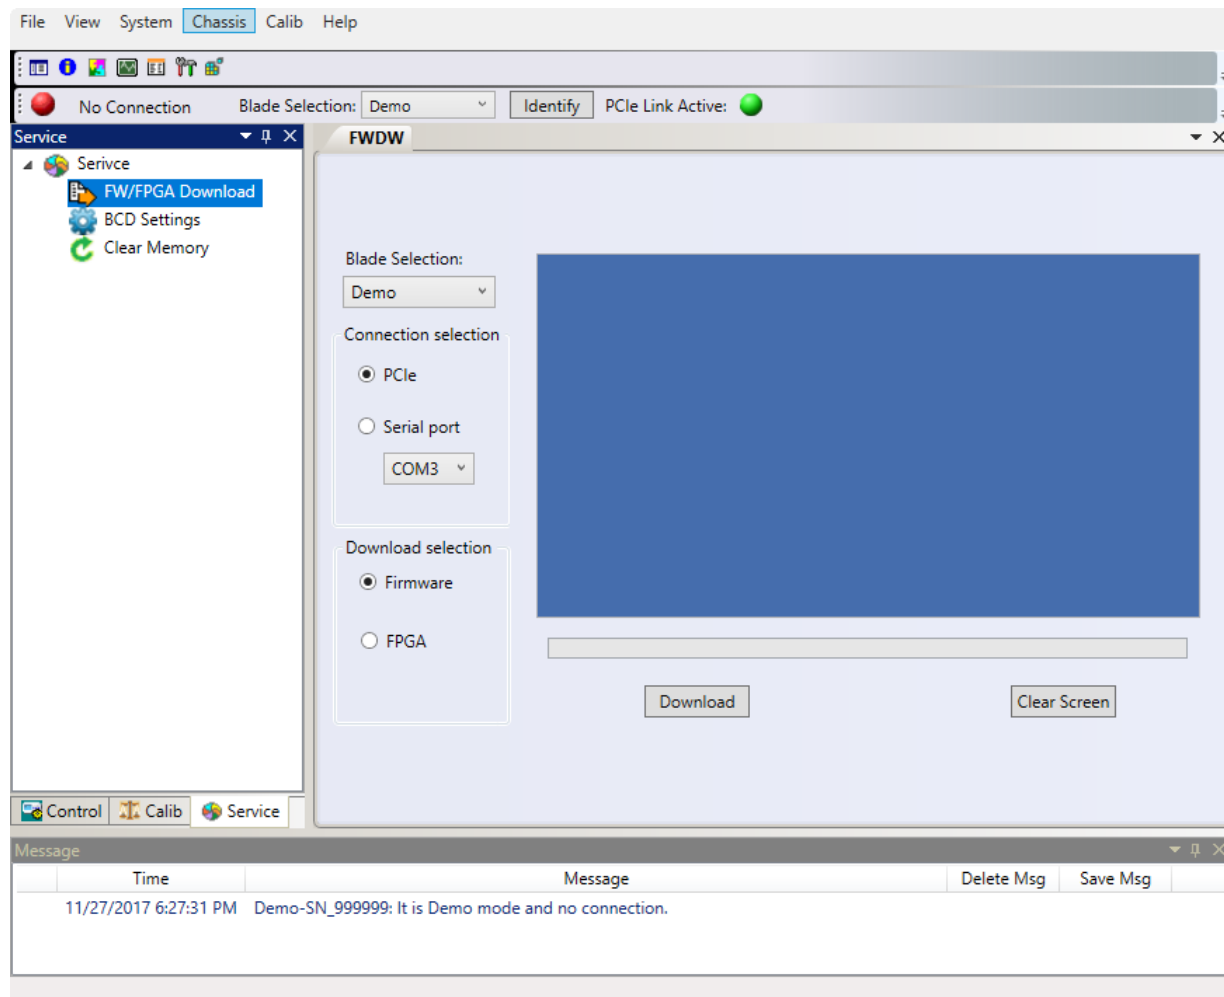 File View System Chassis Calib Help
No Connection Blade Selection: Demo Identify PCIe Link Active:
Service
FWDW
Serivce
FW/FPGA Download
BCD Settings
Clear Memory
Blade Selection:
Demo
Connection selection
PCIe
Serial port
COM3
Download selection
Firmware
FPGA
Download Clear Screen
Control Calib Service
Message
Time Message Delete Msg Save Msg
11/27/2017 6:27:31 PM Demo-SN_999999: It is Demo mode and no connection.